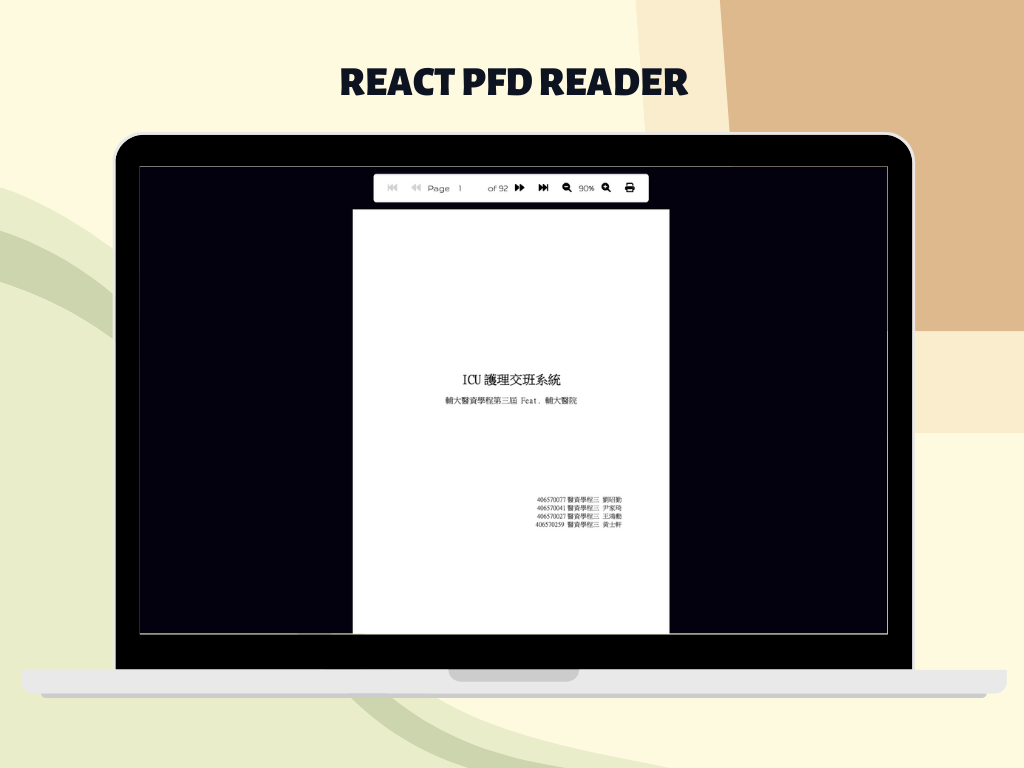 REACT PFD READER
Page 1 of 92 90%
ICU 護理交班系統
輔大醫資學程第三屆 Feat. 輔大醫院
406570077 醫資學程三 劉昭勤
406570041 醫資學程三 尹家琦
406570027 醫資學程三 王鴻勳
406570259 醫資學程三 黃士軒